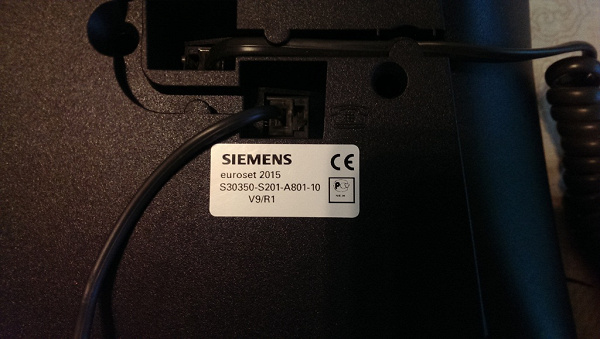 SIEMENS
CE
euroset 2015
S30350-S201-A801-10
V9/R1